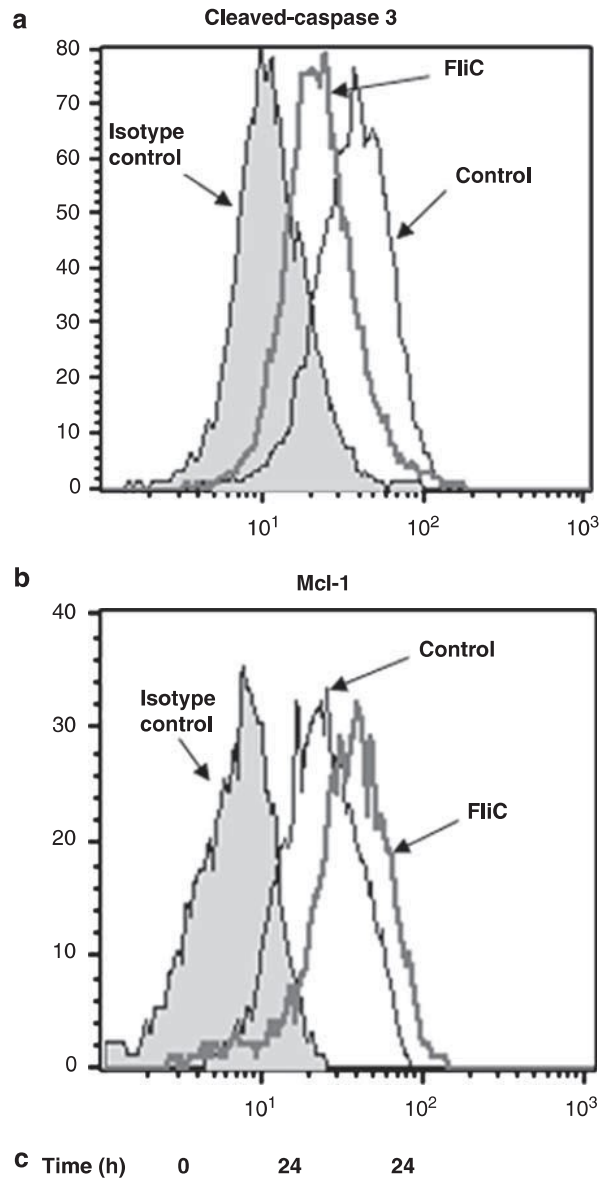 a
Cleaved-caspase 3
80
70
60
50
40
30
20
10
0
Isotype
control
FliC
Control
10¹
10²
10³
b
Mcl-1
40
30
20
10
0
Isotype
control
Control
FliC
10¹
10²
10³
c Time (h) 0 24 24